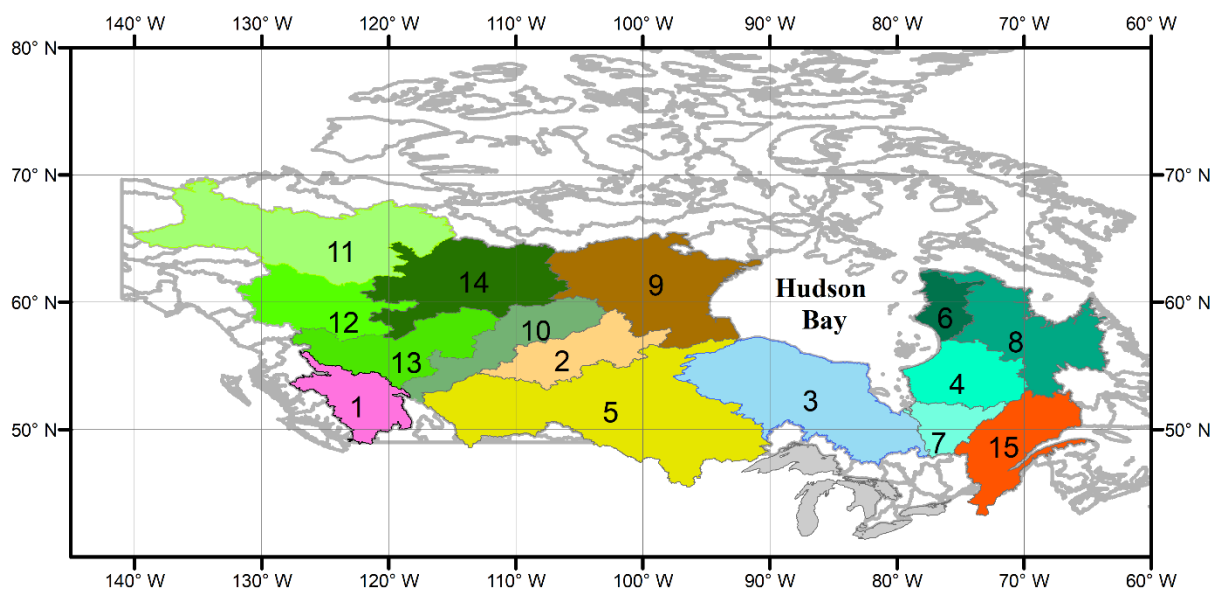 140° W 130° W 120° W 110° W 100° W 90° W 80° W 70° W 60° W
80° N
70° N 70° N
11
14 9 Hudson
Bay
60° N 60° N
12 10 6 8
13 2 4
1 5 3
50° N 7 15 50° N
140° W 130° W 120° W 110° W 100° W 90° W 80° W 70° W 60° W